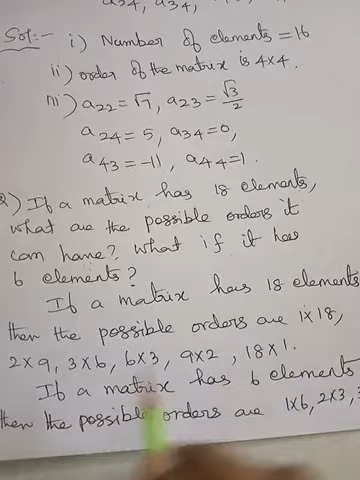 a34, a34,
Sol:- i) Number of elements = 16
ii) order of the matrix is 4×4.
iii) a22 = √7, a23 = √3/2
a24 = 5, a34 = 0,
a43 = -11, a44 = 1.
2) If a matrix has 18 elements,
what are the possible orders it
can have? What if it has
6 elements?
If a matrix has 18 elements
then the possible orders are 1×18,
2×9, 3×6, 6×3, 9×2, 18×1.
If a matrix has 6 elements
then the possible orders are 1×6, 2×3,